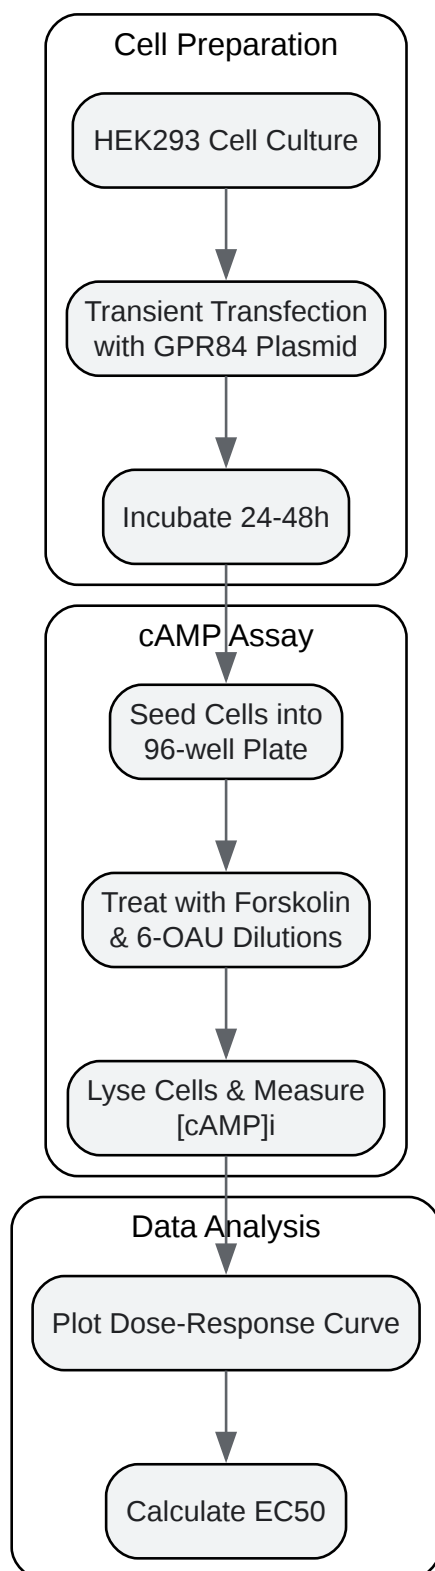 Cell Preparation
HEK293 Cell Culture
Transient Transfection
with GPR84 Plasmid
Incubate 24-48h
cAMP Assay
Seed Cells into
96-well Plate
Treat with Forskolin
& 6-OAU Dilutions
Lyse Cells & Measure
[cAMP]i
Data Analysis
Plot Dose-Response Curve
Calculate EC50